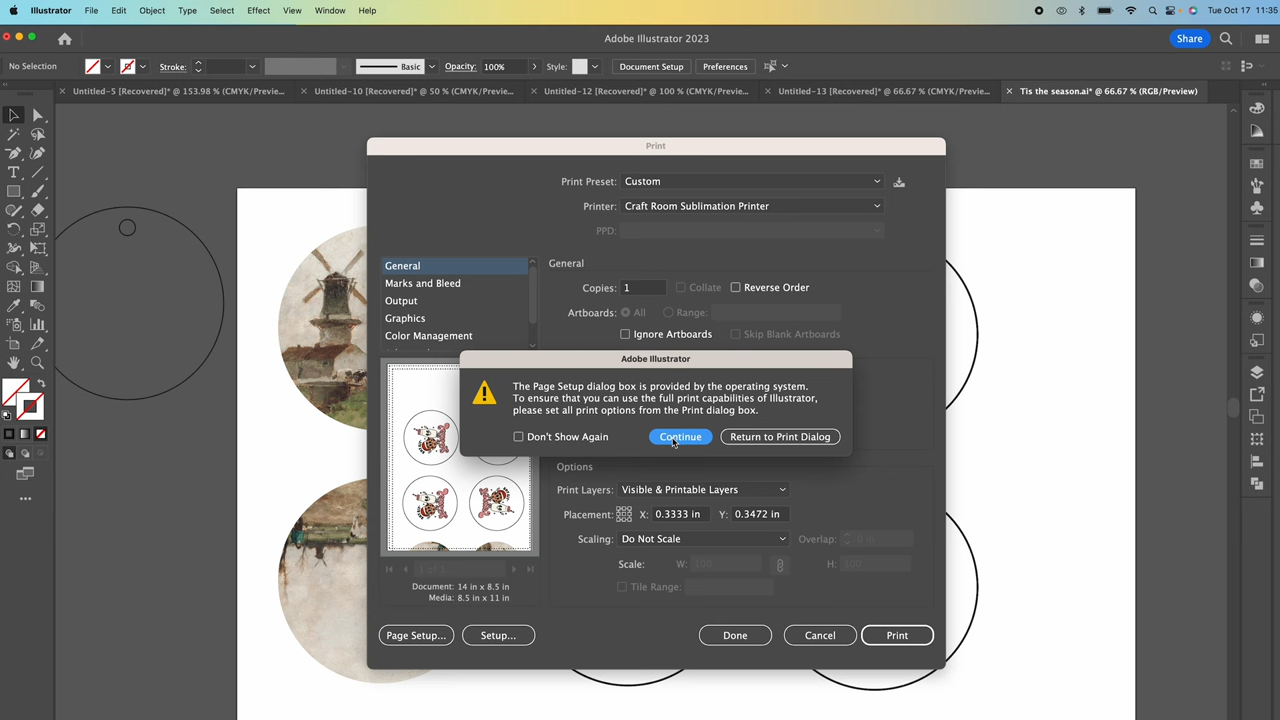 Illustrator File Edit Object Type Select Effect View Window Help Tue Oct 17 11:35
Adobe Illustrator 2023 Share
No Selection Stroke: Basic Opacity: 100% Style: Document Setup Preferences
Untitled-5 [Recovered]* @ 153.98 % (CMYK/Previe... Untitled-10 [Recovered]* @ 50 % (CMYK/Previe... Untitled-12 [Recovered]* @ 100 % (CMYK/Previe... Untitled-13 [Recovered]* @ 66.67 % (CMYK/Previe... Tis the season.ai* @ 66.67 % (RGB/Preview)
Print
Print Preset: Custom
Printer: Craft Room Sublimation Printer
PPD:
General
Marks and Bleed
Output
Graphics
Color Management
General
Copies: 1 Collate Reverse Order
Artboards: All Range:
Ignore Artboards Skip Blank Artboards
Adobe Illustrator
The Page Setup dialog box is provided by the operating system.
To ensure that you can use the full print capabilities of Illustrator,
please set all print options from the Print dialog box.
Don't Show Again Continue Return to Print Dialog
Options
Print Layers: Visible & Printable Layers
Placement: X: 0.3333 in Y: 0.3472 in
Scaling: Do Not Scale Overlap: 0 in
Scale: W: 100 H: 100
Tile Range:
1 of 1
Document: 14 in x 8.5 in
Media: 8.5 in x 11 in
Page Setup... Setup... Done Cancel Print